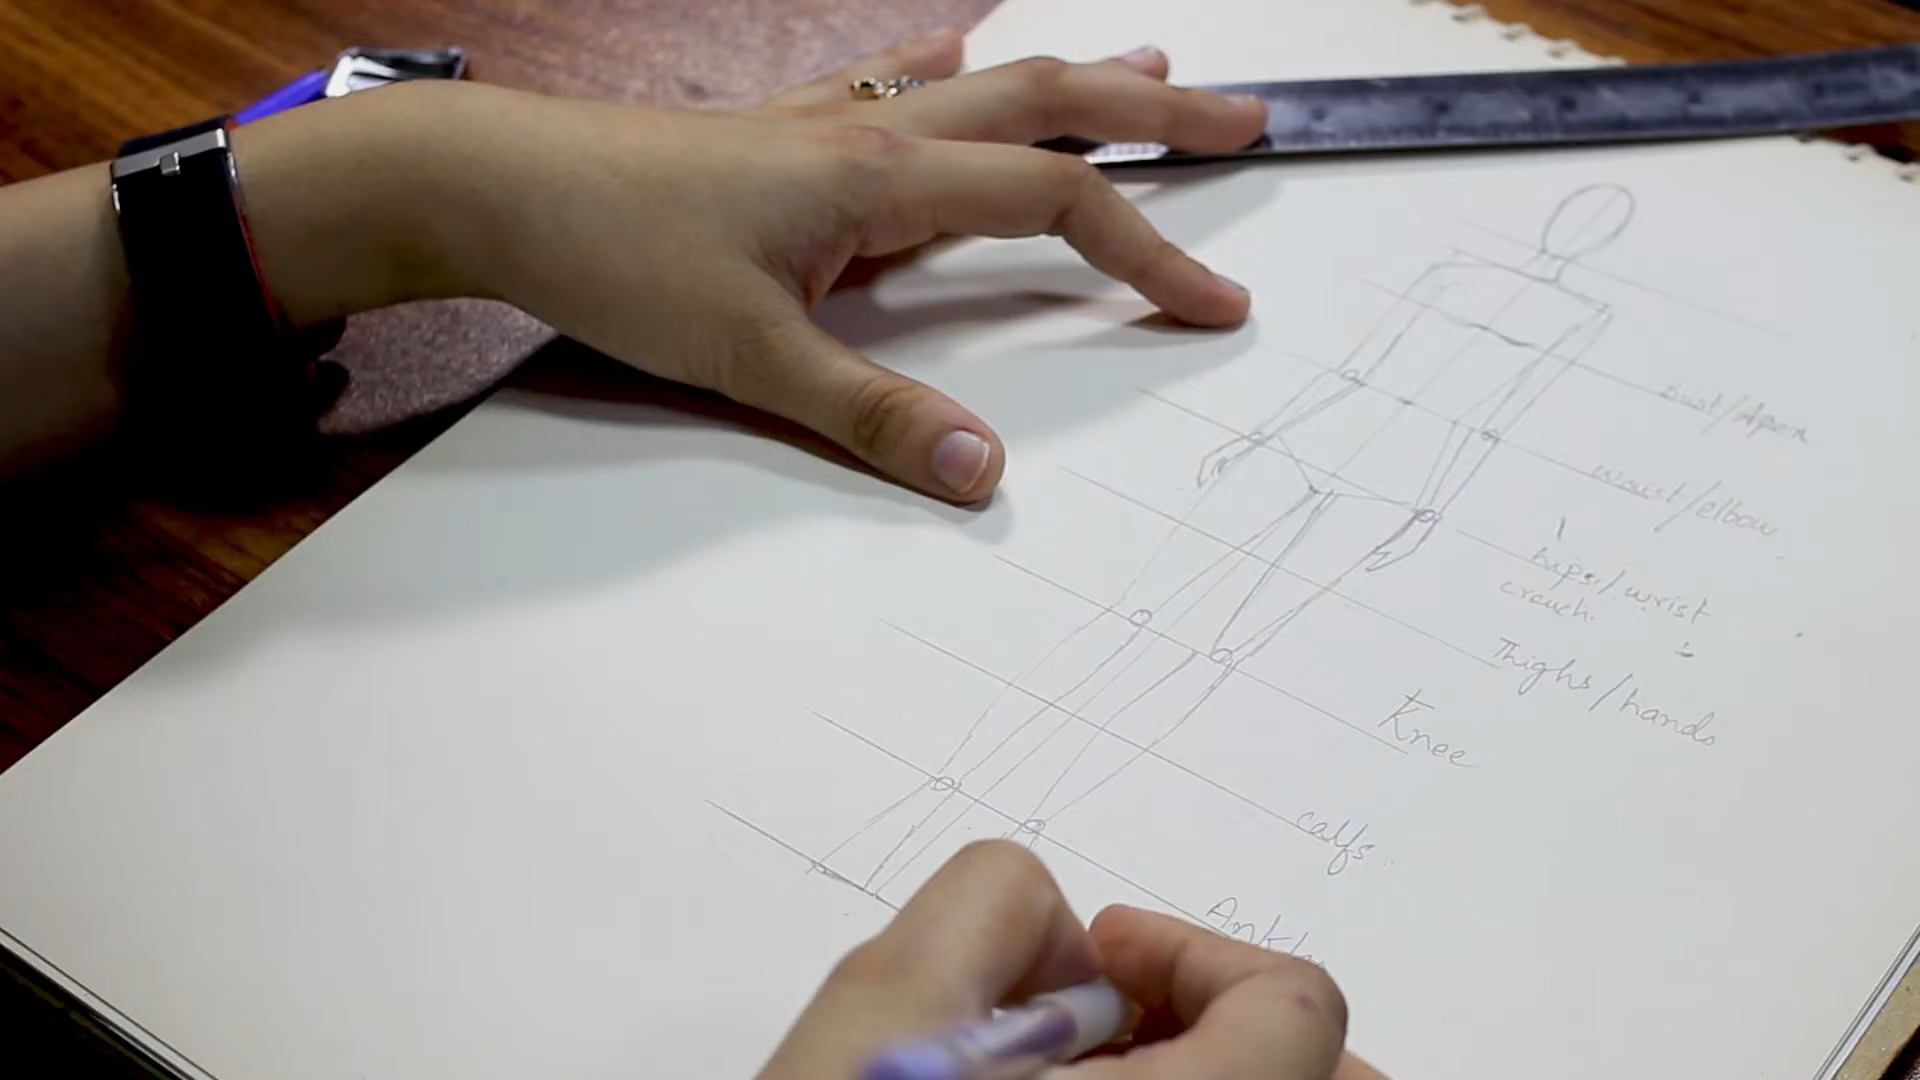 Bust/Apex
waist/elbow
hips/wrist
crouch.
Thighs/hands
Knee
calfs